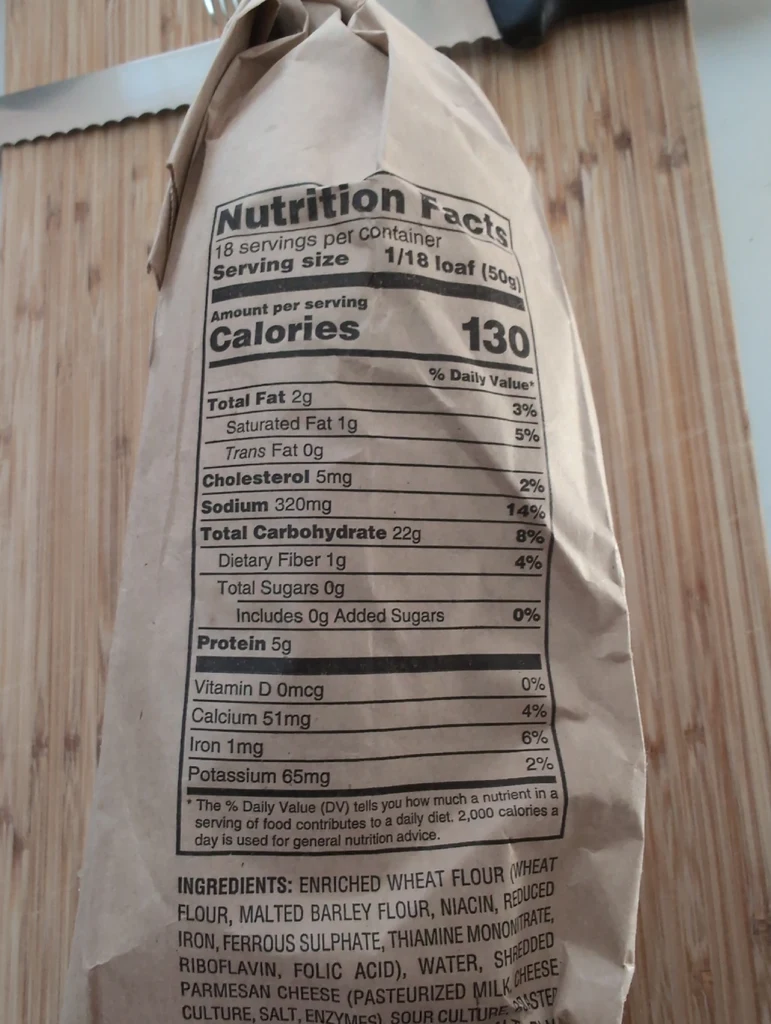 Nutrition Facts
18 servings per container
Serving size 1/18 loaf (50g)
Amount per serving
Calories 130
% Daily Value*
Total Fat 2g 3%
Saturated Fat 1g 5%
Trans Fat 0g
Cholesterol 5mg 2%
Sodium 320mg 14%
Total Carbohydrate 22g 8%
Dietary Fiber 1g 4%
Total Sugars 0g
Includes 0g Added Sugars 0%
Protein 5g
Vitamin D 0mcg 0%
Calcium 51mg 4%
Iron 1mg 6%
Potassium 65mg 2%
* The % Daily Value (DV) tells you how much a nutrient in a
serving of food contributes to a daily diet. 2,000 calories a
day is used for general nutrition advice.
INGREDIENTS: ENRICHED WHEAT FLOUR (WHEAT
FLOUR, MALTED BARLEY FLOUR, NIACIN, REDUCED
IRON, FERROUS SULPHATE, THIAMINE MONONITRATE,
RIBOFLAVIN, FOLIC ACID), WATER, SHREDDED
PARMESAN CHEESE (PASTEURIZED MILK, CHEESE
CULTURE, SALT, ENZYMES), SOUR CULTURE,